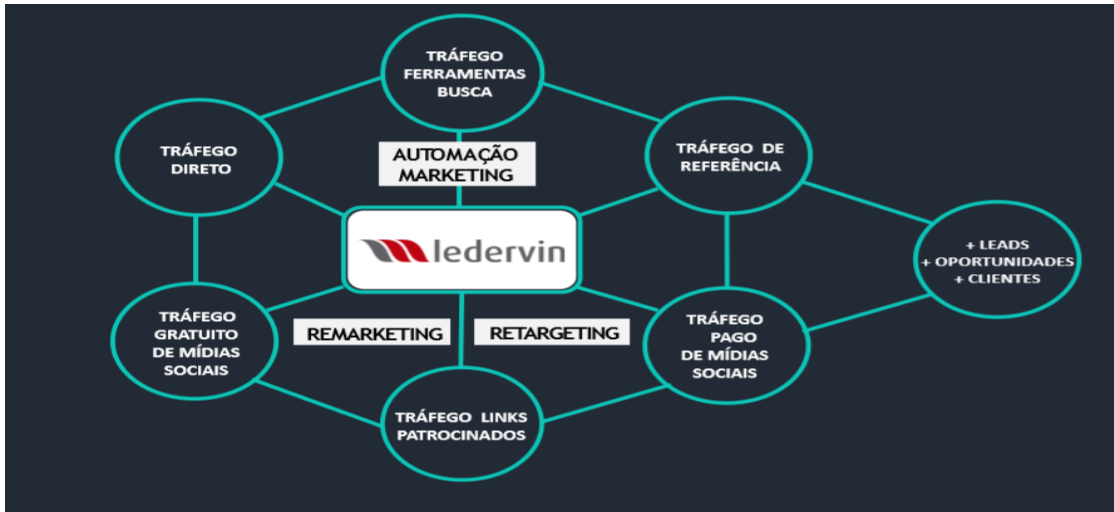 TRÁFEGO
FERRAMENTAS
BUSCA
TRÁFEGO
DIRETO
AUTOMAÇÃO
MARKETING
TRÁFEGO DE
REFERÊNCIA
ledervin
+ LEADS
+ OPORTUNIDADES
+ CLIENTES
TRÁFEGO
GRATUITO
DE MÍDIAS
SOCIAIS
REMARKETING
RETARGETING
TRÁFEGO
PAGO
DE MÍDIAS
SOCIAIS
TRÁFEGO LINKS
PATROCINADOS